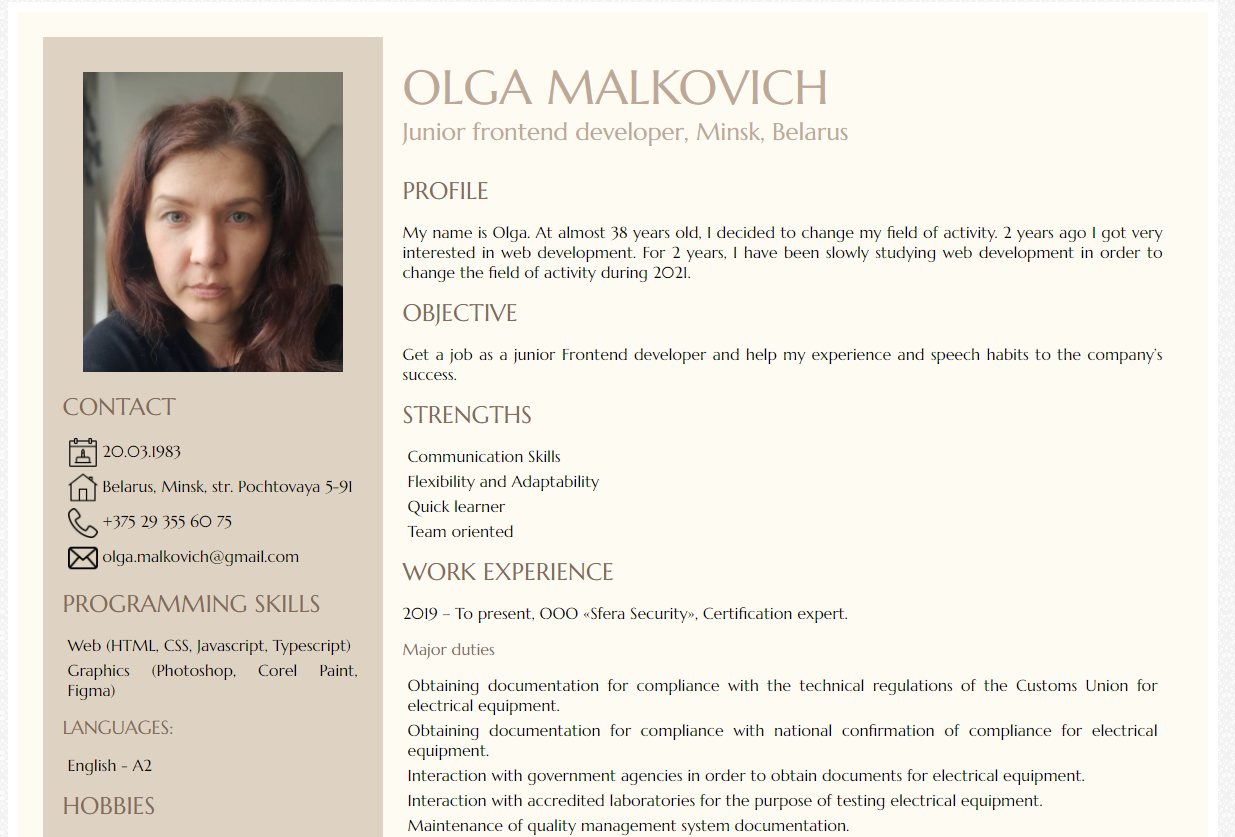 OLGA MALKOVICH
Junior frontend developer, Minsk, Belarus
PROFILE
My name is Olga. At almost 38 years old, I decided to change my field of activity. 2 years ago I got very
interested in web development. For 2 years, I have been slowly studying web development in order to
change the field of activity during 2021.
OBJECTIVE
Get a job as a junior Frontend developer and help my experience and speech habits to the company's
success.
STRENGTHS
Communication Skills
Flexibility and Adaptability
Quick learner
Team oriented
WORK EXPERIENCE
2019 – To present, OOO «Sfera Security», Certification expert.
Major duties
Obtaining documentation for compliance with the technical regulations of the Customs Union for
electrical equipment.
Obtaining documentation for compliance with national confirmation of compliance for electrical
equipment.
Interaction with government agencies in order to obtain documents for electrical equipment.
Interaction with accredited laboratories for the purpose of testing electrical equipment.
Maintenance of quality management system documentation.
CONTACT
20.03.1983
Belarus, Minsk, str. Pochtovaya 5-91
+375 29 355 60 75
olga.malkovich@gmail.com
PROGRAMMING SKILLS
Web (HTML, CSS, Javascript, Typescript)
Graphics (Photoshop, Corel Paint,
Figma)
LANGUAGES:
English - A2
HOBBIES